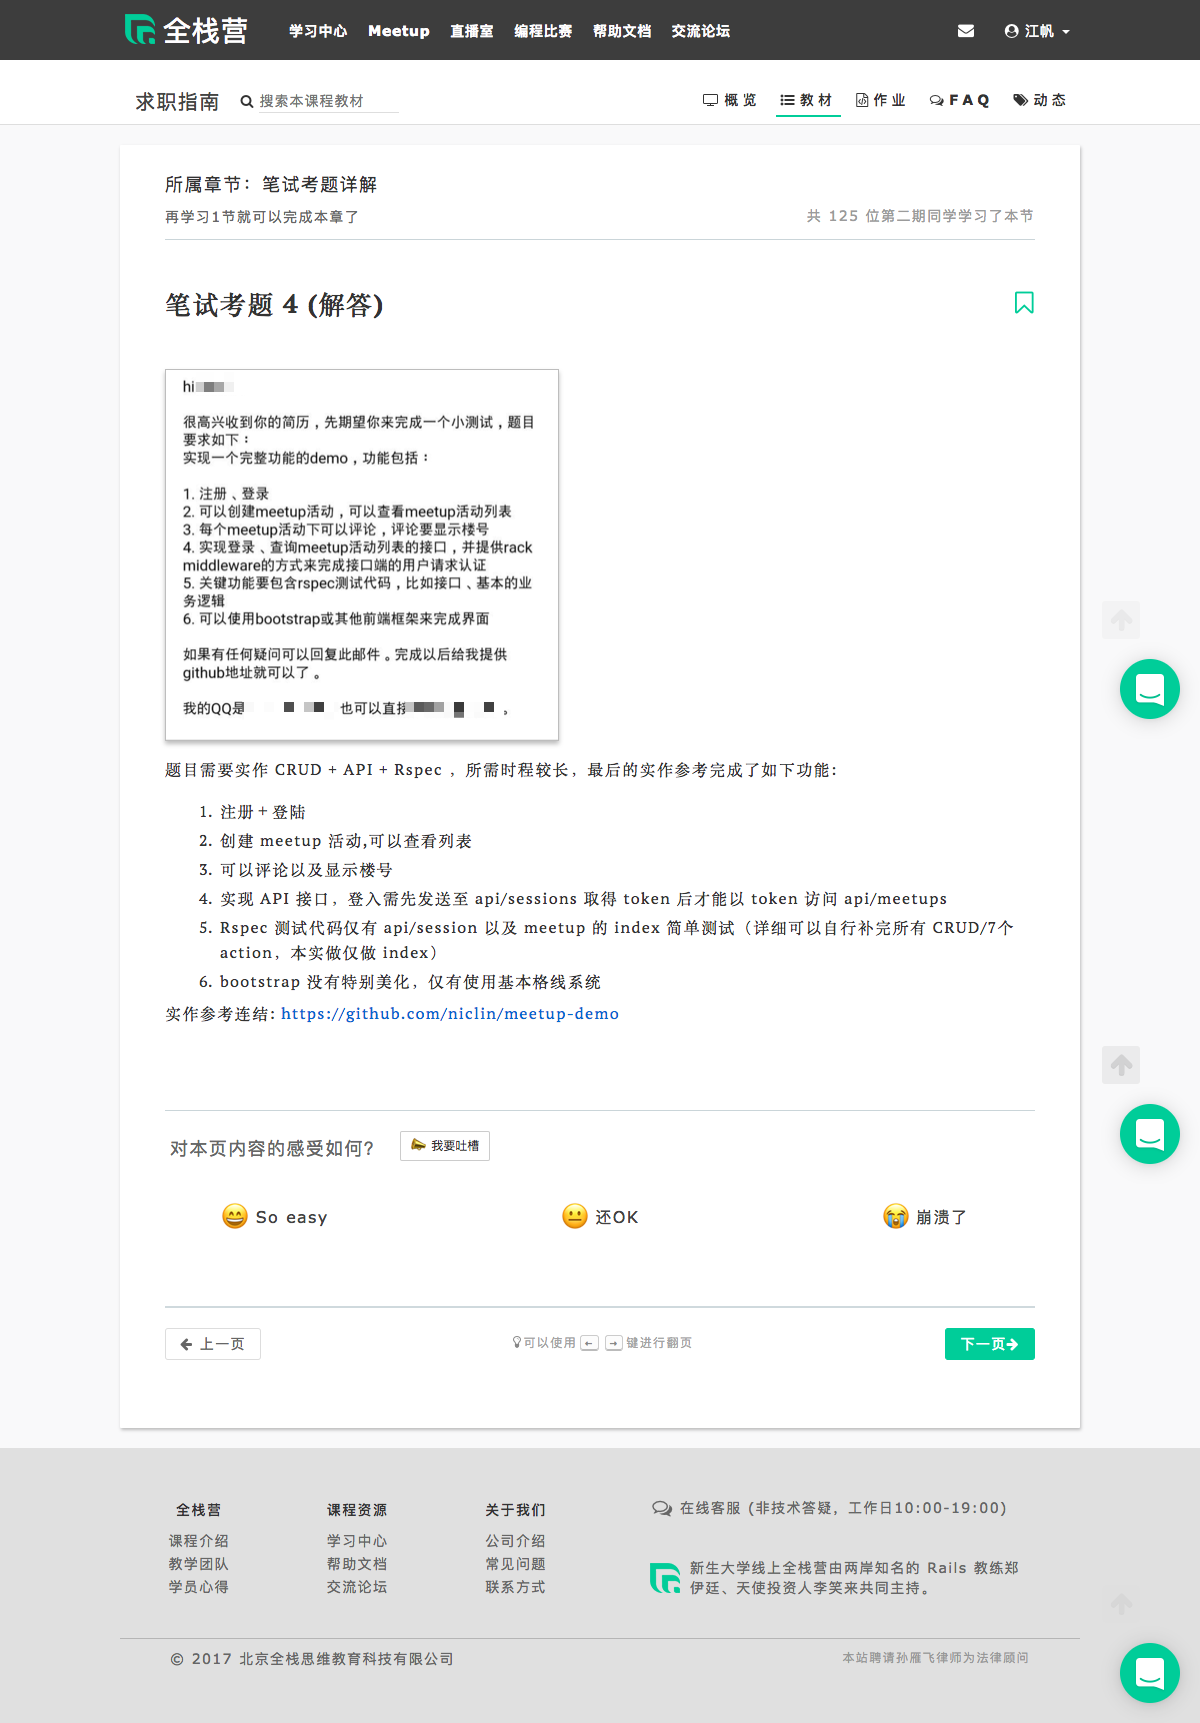 全栈营 学习中心 Meetup 直播室 编程比赛 帮助文档 交流论坛 江帆
求职指南 搜索本课程教材 概览 教材 作业 FAQ 动态
所属章节：笔试考题详解
再学习1节就可以完成本章了 共 125 位第二期同学学习了本节
笔试考题 4 (解答)
hi
很高兴收到你的简历，先期望你来完成一个小测试，题目
要求如下：
实现一个完整功能的demo，功能包括：
1. 注册、登录
2. 可以创建meetup活动，可以查看meetup活动列表
3. 每个meetup活动下可以评论，评论要显示楼号
4. 实现登录、查询meetup活动列表的接口，并提供rack
middleware的方式来完成接口端的用户请求认证
5. 关键功能要包含rspec测试代码，比如接口、基本的业
务逻辑
6. 可以使用bootstrap或其他前端框架来完成界面
如果有任何疑问可以回复此邮件。完成以后给我提供
github地址就可以了。
我的QQ是 也可以直接 。
题目需要实作 CRUD + API + Rspec ，所需时程较长，最后的实作参考完成了如下功能：
1. 注册 + 登陆
2. 创建 meetup 活动,可以查看列表
3. 可以评论以及显示楼号
4. 实现 API 接口，登入需先发送至 api/sessions 取得 token 后才能以 token 访问 api/meetups
5. Rspec 测试代码仅有 api/session 以及 meetup 的 index 简单测试（详细可以自行补完所有 CRUD/7个
action，本实做仅做 index）
6. bootstrap 没有特别美化，仅有使用基本格线系统
实作参考连结: https://github.com/niclin/meetup-demo
对本页内容的感受如何？ 我要吐槽
So easy 还OK 崩溃了
上一页 可以使用 ← → 键进行翻页 下一页
全栈营 课程资源 关于我们 在线客服 (非技术答疑，工作日10:00-19:00)
课程介绍 学习中心 公司介绍
教学团队 帮助文档 常见问题 新生大学线上全栈营由两岸知名的 Rails 教练郑
学员心得 交流论坛 联系方式 伊廷、天使投资人李笑来共同主持。
© 2017 北京全栈思维教育科技有限公司 本站聘请孙雁飞律师为法律顾问